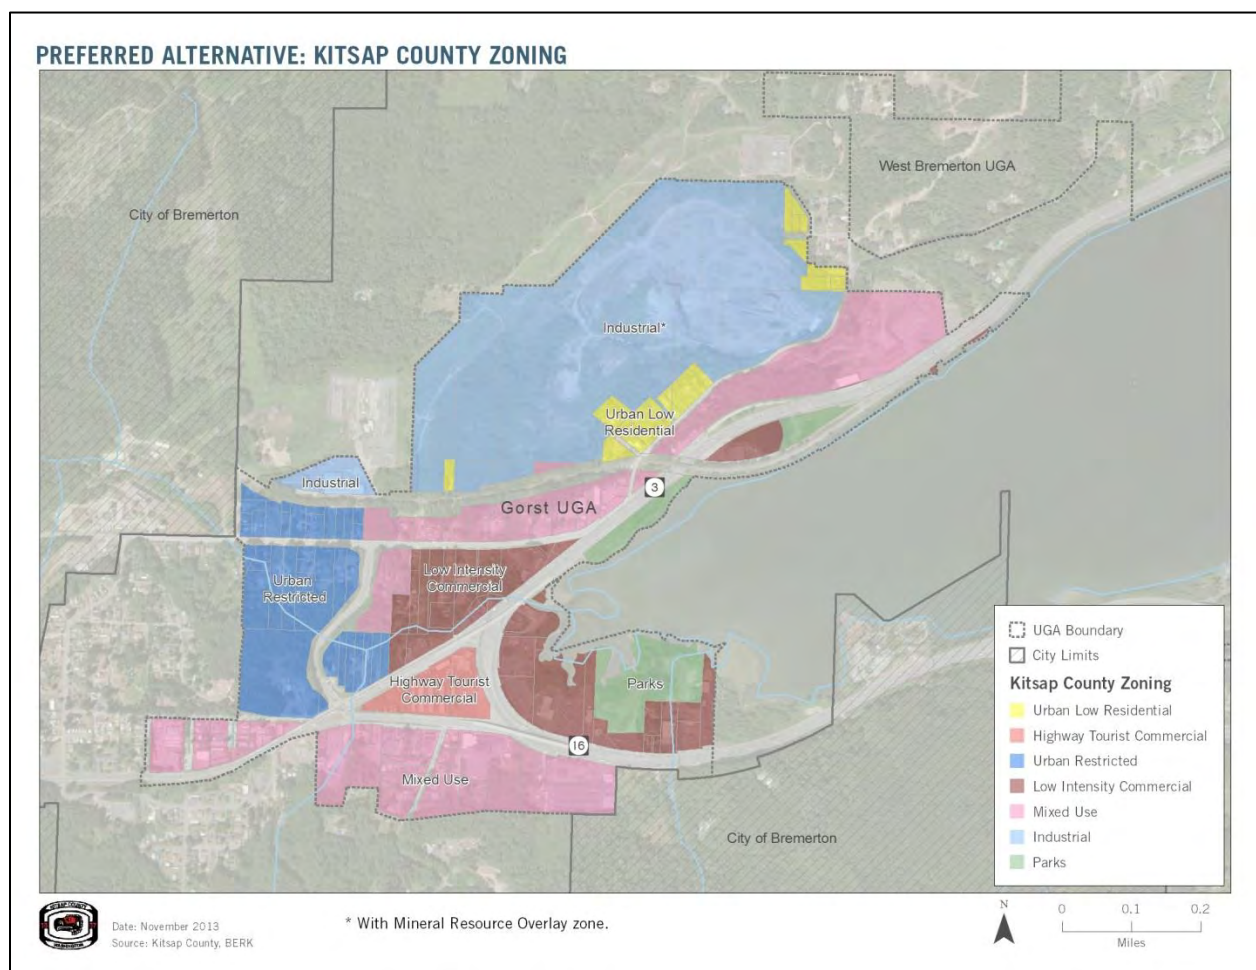 PREFERRED ALTERNATIVE: KITSAP COUNTY ZONING
West Bremerton UGA
City of Bremerton
Industrial*
Urban Low
Residential
Industrial
3
Gorst UGA
Low Intensity
Commercial
Urban
Restricted
Highway Tourist
Commercial
Parks
16
Mixed Use
City of Bremerton
UGA Boundary
City Limits
Kitsap County Zoning
Urban Low Residential
Highway Tourist Commercial
Urban Restricted
Low Intensity Commercial
Mixed Use
Industrial
Parks
KITSAP COUNTY
WASHINGTON
Date: November 2013
Source: Kitsap County, BERK
* With Mineral Resource Overlay zone.
N
0 0.1 0.2
Miles